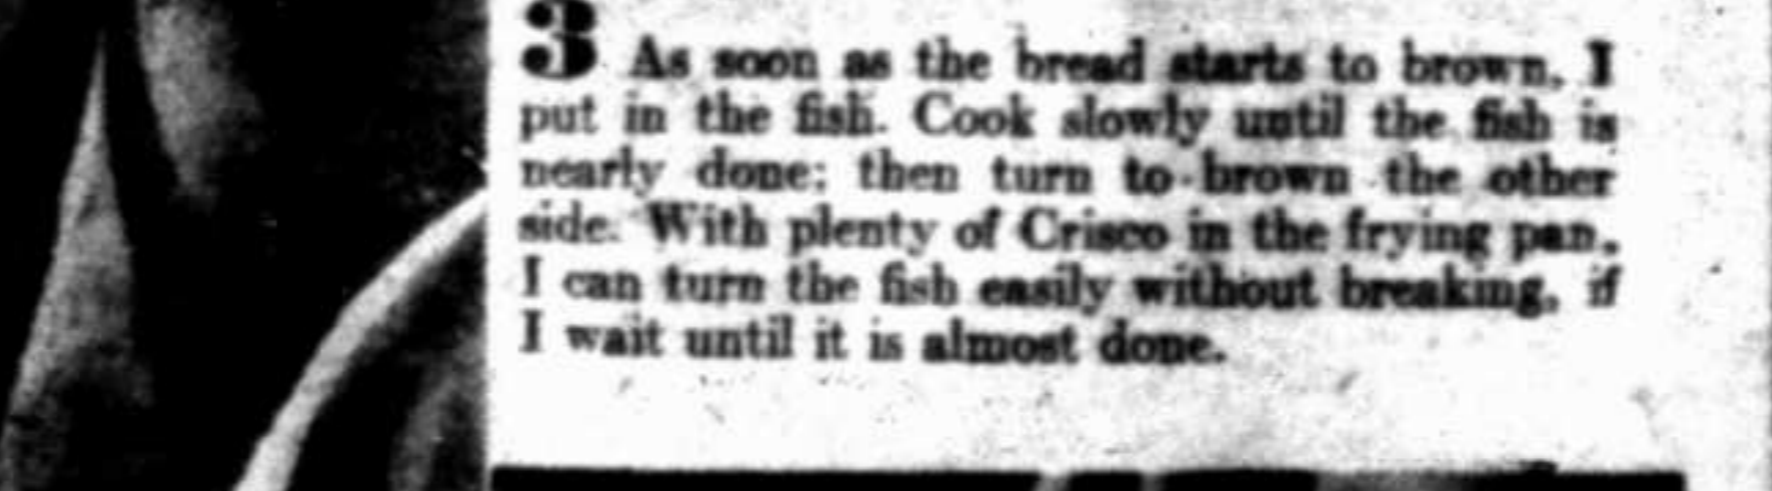 3 As soon as the bread starts to brown, I
put in the fish. Cook slowly until the fish is
nearly done; then turn to brown the other
side. With plenty of Crisco in the frying pan,
I can turn the fish easily without breaking, if
I wait until it is almost done.